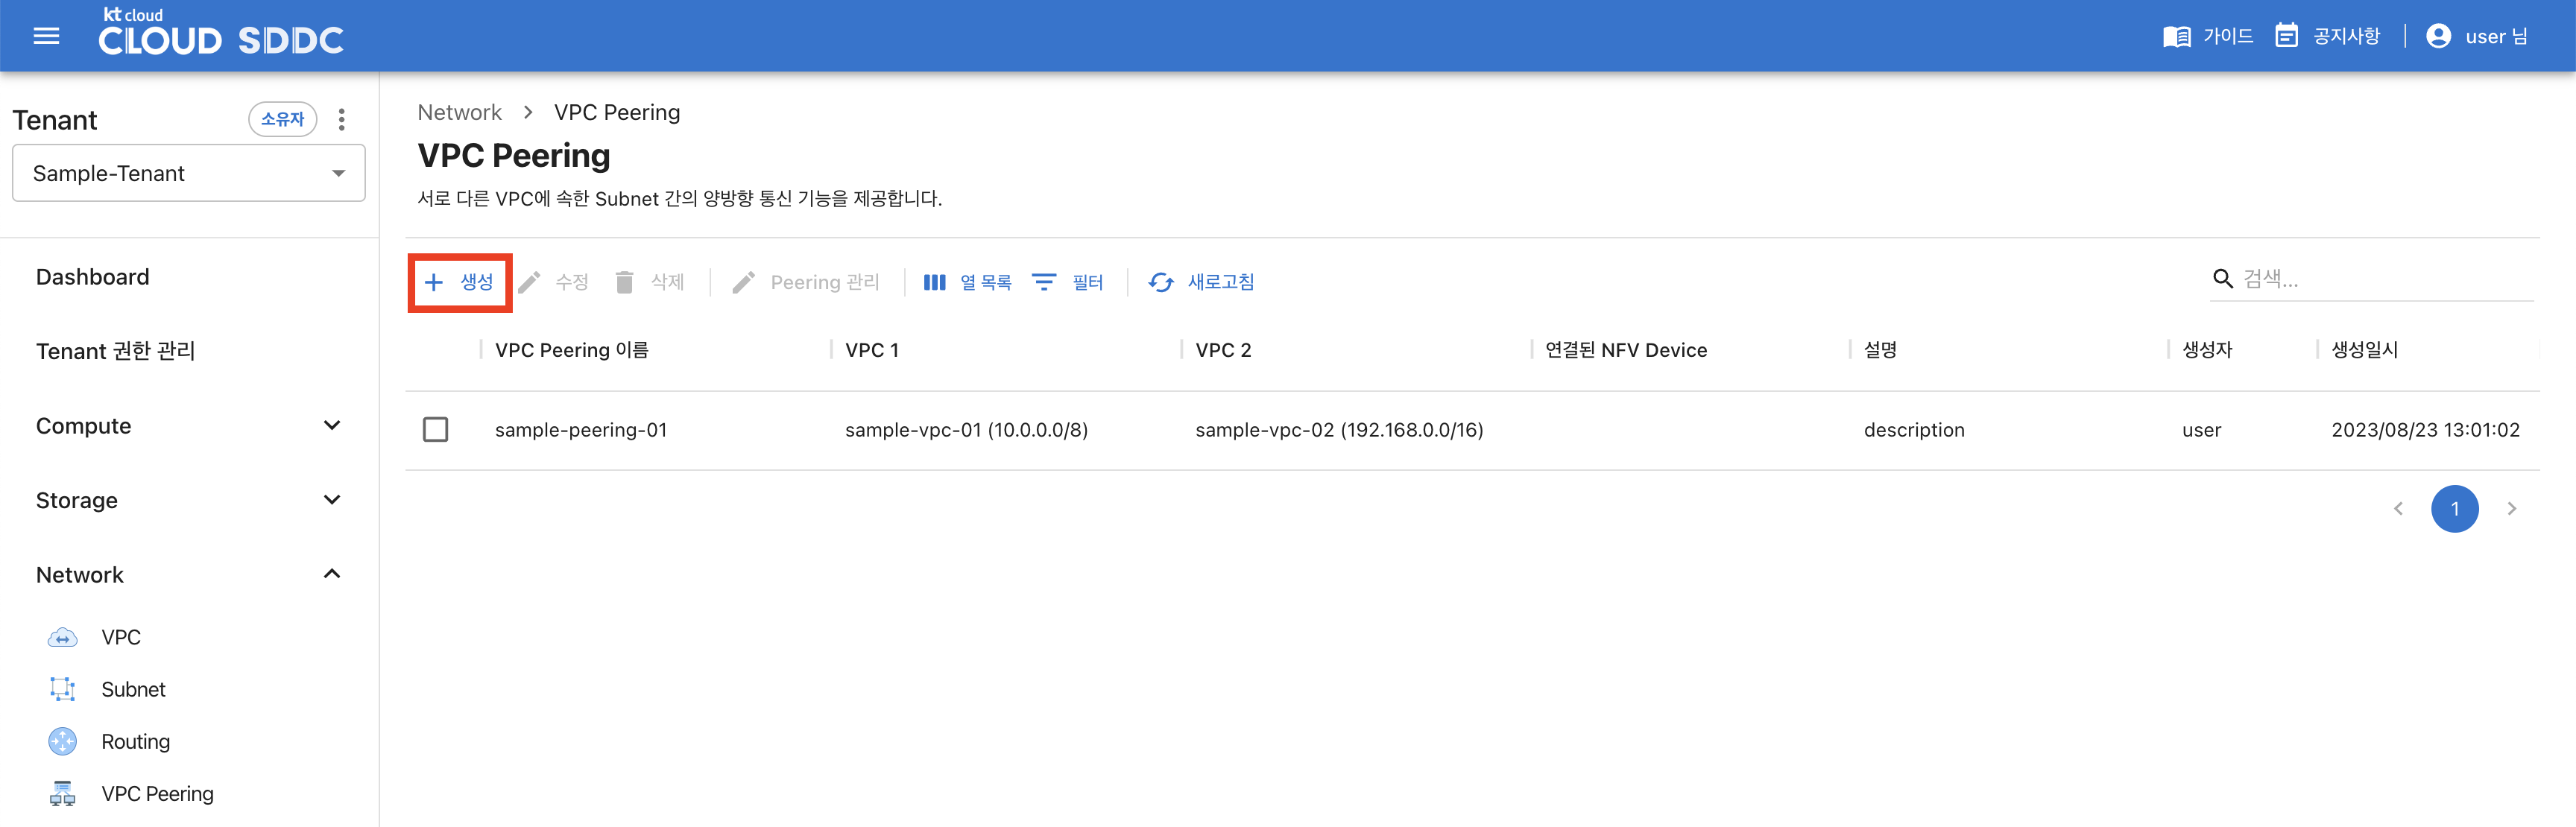 kt cloud
CLOUD SDDC
가이드
공지사항
user 님
Tenant
소유자
Sample-Tenant
Dashboard
Tenant 권한 관리
Compute
Storage
Network
VPC
Subnet
Routing
VPC Peering
Network > VPC Peering
VPC Peering
서로 다른 VPC에 속한 Subnet 간의 양방향 통신 기능을 제공합니다.
+ 생성 수정 삭제 Peering 관리 열 목록 필터 새로고침
검색...
VPC Peering 이름 VPC 1 VPC 2 연결된 NFV Device 설명 생성자 생성일시
sample-peering-01 sample-vpc-01 (10.0.0.0/8) sample-vpc-02 (192.168.0.0/16) description user 2023/08/23 13:01:02
< 1 >